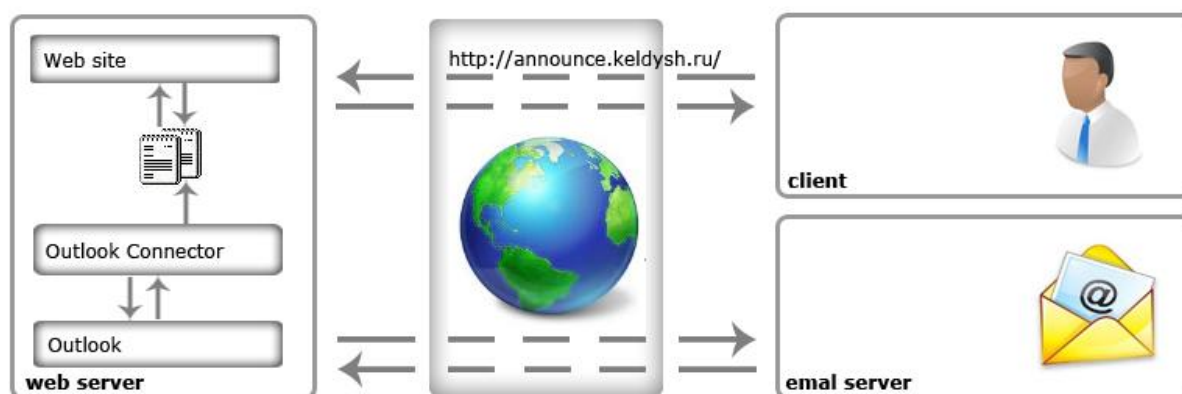 Web site
Outlook Connector
Outlook
web server
http://announce.keldysh.ru/
client
@
emal server